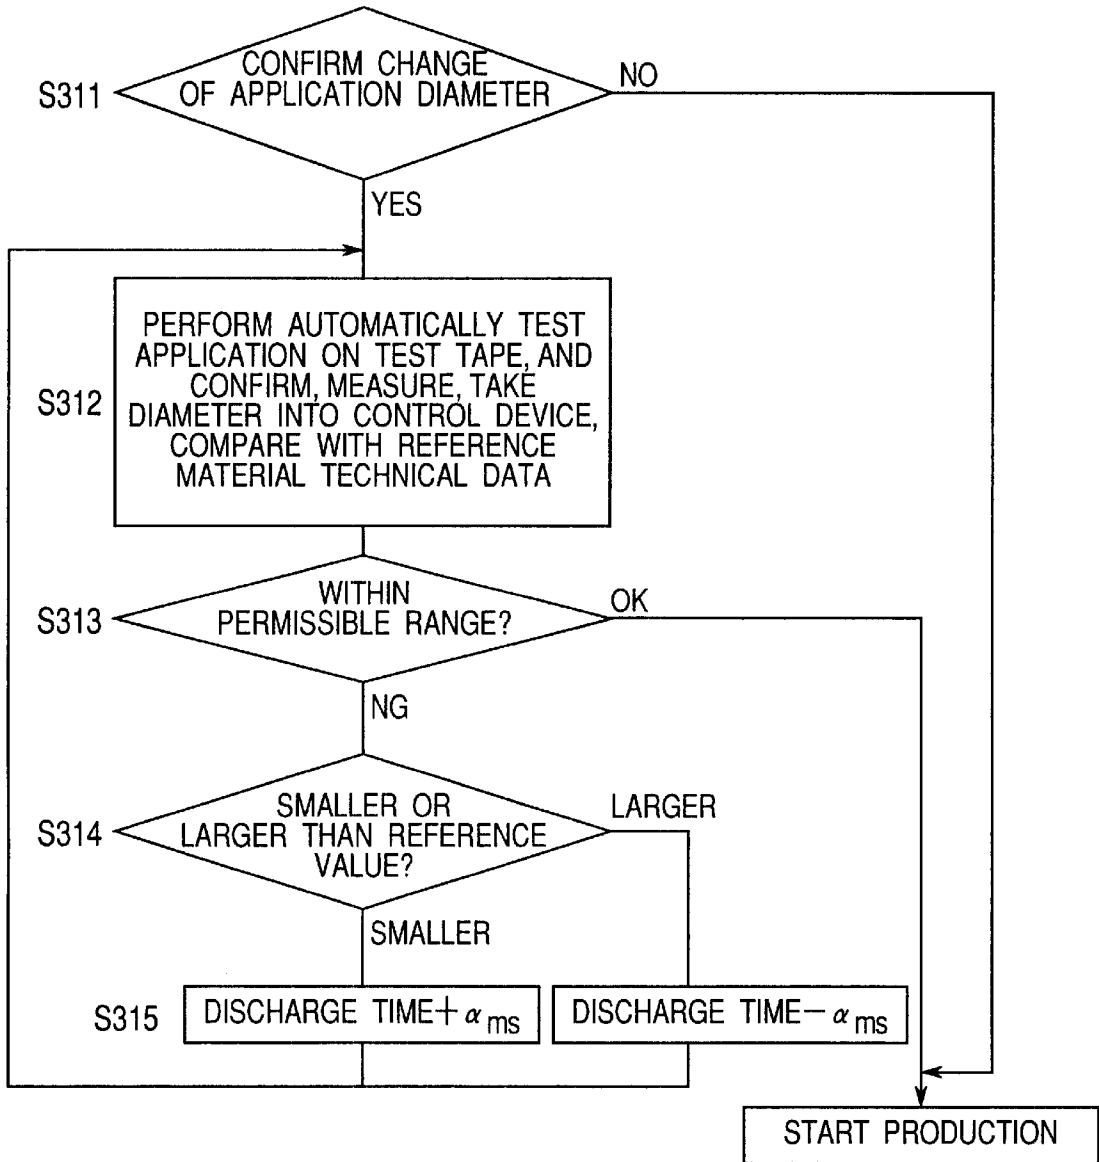 CONFIRM CHANGE
OF APPLICATION DIAMETER
S311
NO
YES
PERFORM AUTOMATICALLY TEST
APPLICATION ON TEST TAPE, AND
CONFIRM, MEASURE, TAKE
DIAMETER INTO CONTROL DEVICE,
COMPARE WITH REFERENCE
MATERIAL TECHNICAL DATA
S312
WITHIN
PERMISSIBLE RANGE?
S313
OK
NG
SMALLER OR
LARGER THAN REFERENCE
VALUE?
S314
LARGER
SMALLER
S315
DISCHARGE TIME+ α ms
DISCHARGE TIME− α ms
START PRODUCTION